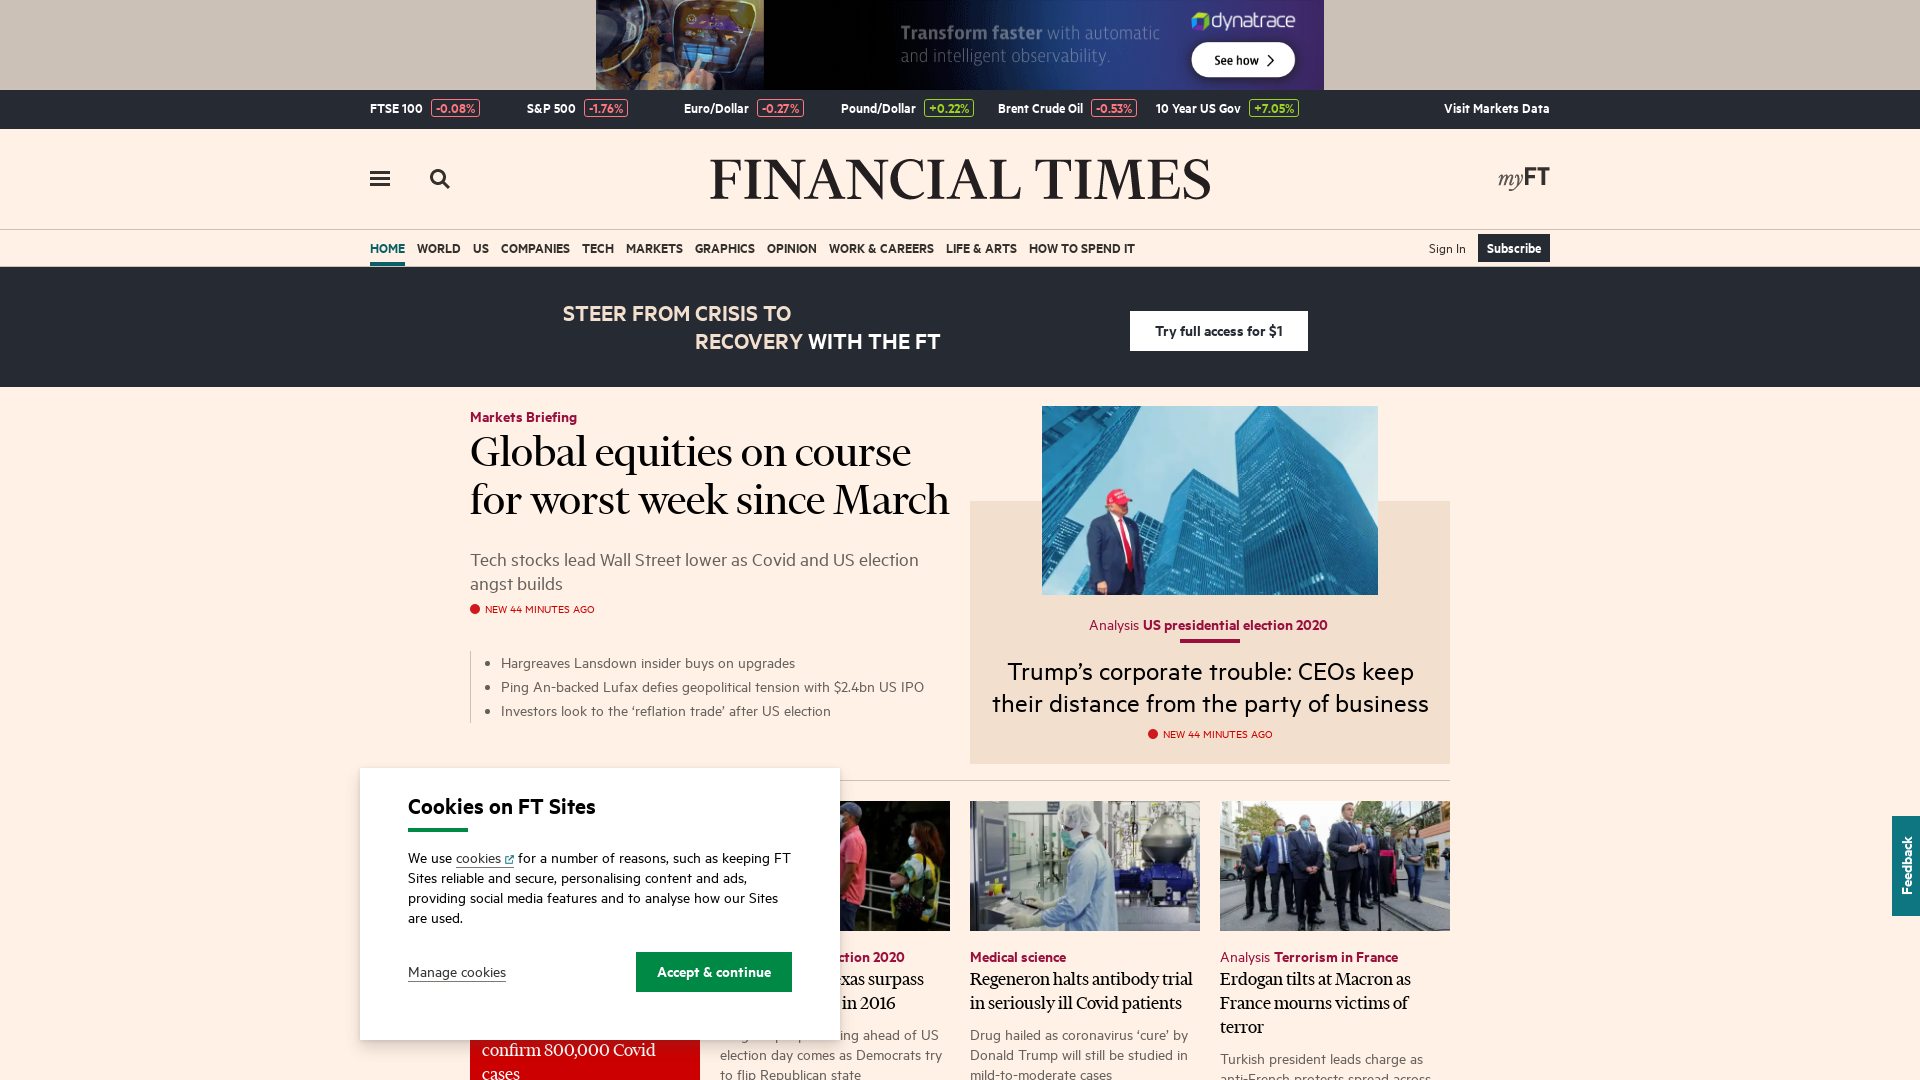 Transform faster with automatic
and intelligent observability.
dynatrace
See how
FTSE 100 -0.08% S&P 500 -1.76% Euro/Dollar -0.27% Pound/Dollar +0.22% Brent Crude Oil -0.53% 10 Year US Gov +7.05% Visit Markets Data
FINANCIAL TIMES
myFT
HOME WORLD US COMPANIES TECH MARKETS GRAPHICS OPINION WORK & CAREERS LIFE & ARTS HOW TO SPEND IT Sign In Subscribe
STEER FROM CRISIS TO
RECOVERY WITH THE FT
Try full access for $1
Markets Briefing
Global equities on course
for worst week since March
Tech stocks lead Wall Street lower as Covid and US election
angst builds
NEW 44 MINUTES AGO
Hargreaves Lansdown insider buys on upgrades
Ping An-backed Lufax defies geopolitical tension with $2.4bn US IPO
Investors look to the ‘reflation trade’ after US election
Analysis US presidential election 2020
Trump’s corporate trouble: CEOs keep
their distance from the party of business
NEW 44 MINUTES AGO
Cookies on FT Sites
We use cookies for a number of reasons, such as keeping FT
Sites reliable and secure, personalising content and ads,
providing social media features and to analyse how our Sites
are used.
Manage cookies
Accept & continue
confirm 800,000 Covid
cases
2020
surpass
in 2016
ahead of US
election day comes as Democrats try
to flip Republican state
Medical science
Regeneron halts antibody trial
in seriously ill Covid patients
Drug hailed as coronavirus ‘cure’ by
Donald Trump will still be studied in
mild-to-moderate cases
Analysis Terrorism in France
Erdogan tilts at Macron as
France mourns victims of
terror
Turkish president leads charge as
anti-French protests spread across
Feedback